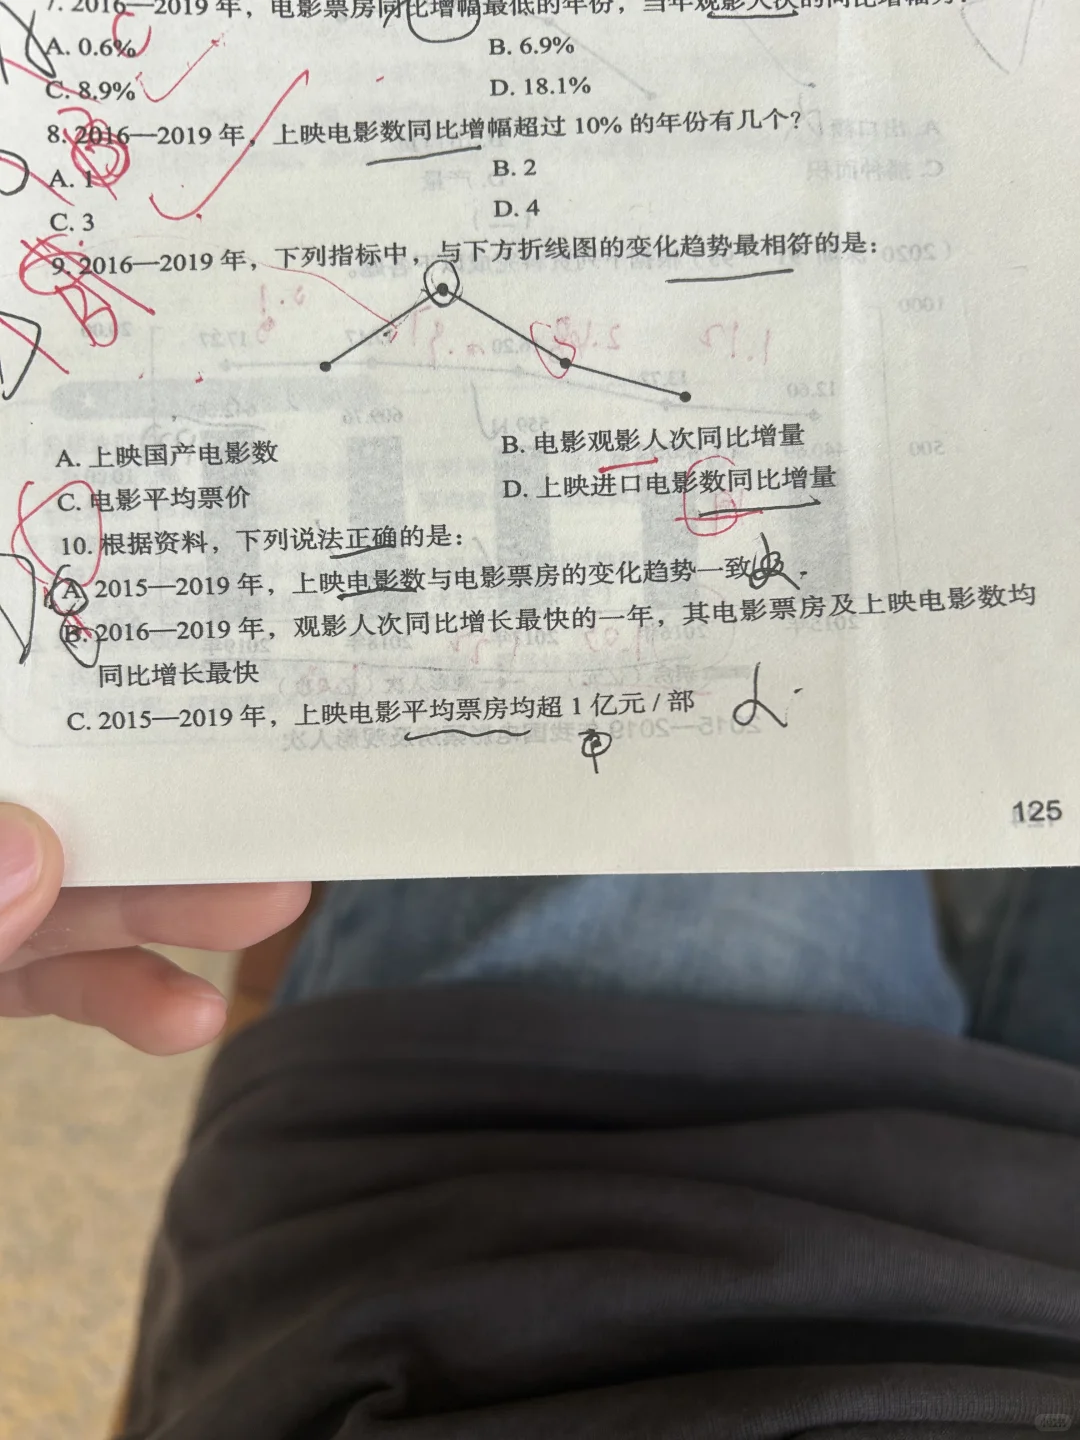 7. 2016—2019 年，电影票房同比增幅最低的年份，当年观影人次的同比增幅为：
A. 0.6%
B. 6.9%
C. 8.9%
D. 18.1%
8. 2016—2019 年，上映电影数同比增幅超过 10% 的年份有几个？
A. 1
B. 2
C. 3
D. 4
9. 2016—2019 年，下列指标中，与下方折线图的变化趋势最相符的是：
B
A. 上映国产电影数
B. 电影观影人次同比增量
C. 电影平均票价
D. 上映进口电影数同比增量
10. 根据资料，下列说法正确的是：
A. 2015—2019 年，上映电影数与电影票房的变化趋势一致
B. 2016—2019 年，观影人次同比增长最快的一年，其电影票房及上映电影数均
同比增长最快
C. 2015—2019 年，上映电影平均票房均超 1 亿元 / 部
125